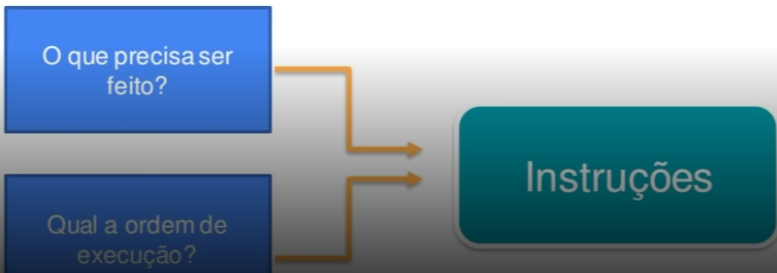 O que precisa ser
feito?
Instruções
Qual a ordem de
execução?